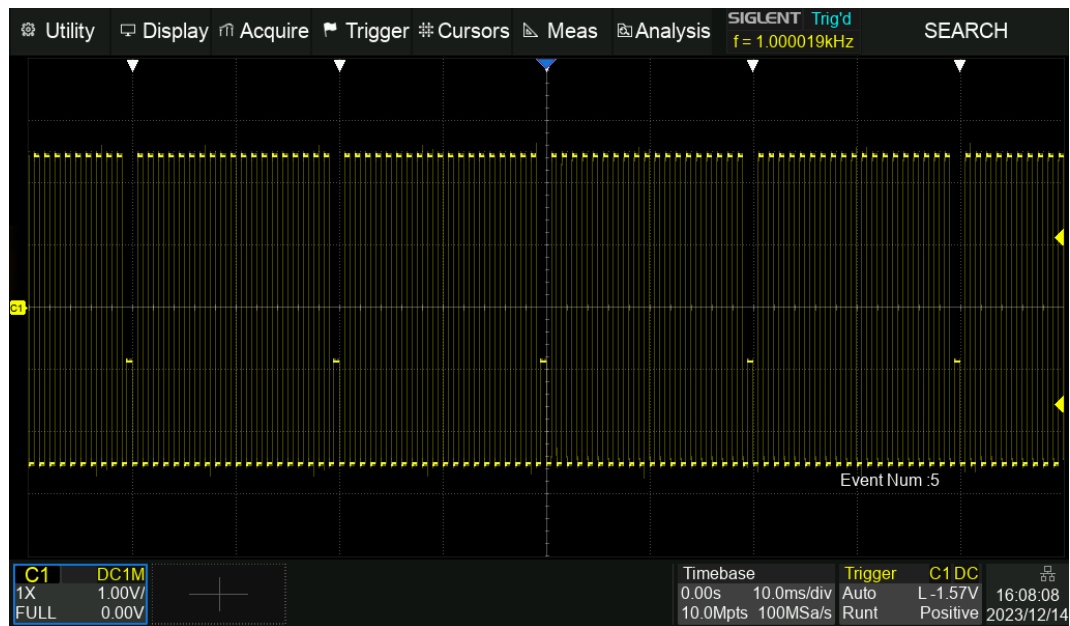 Utility Display Acquire Trigger Cursors Meas Analysis SIGLENT Trig'd SEARCH
f = 1.000019kHz
C1
Event Num :5
C1 DC1M Timebase Trigger C1 DC
1X 1.00V/ 0.00s 10.0ms/div Auto L -1.57V 16:08:08
FULL 0.00V 10.0Mpts 100MSa/s Runt Positive 2023/12/14